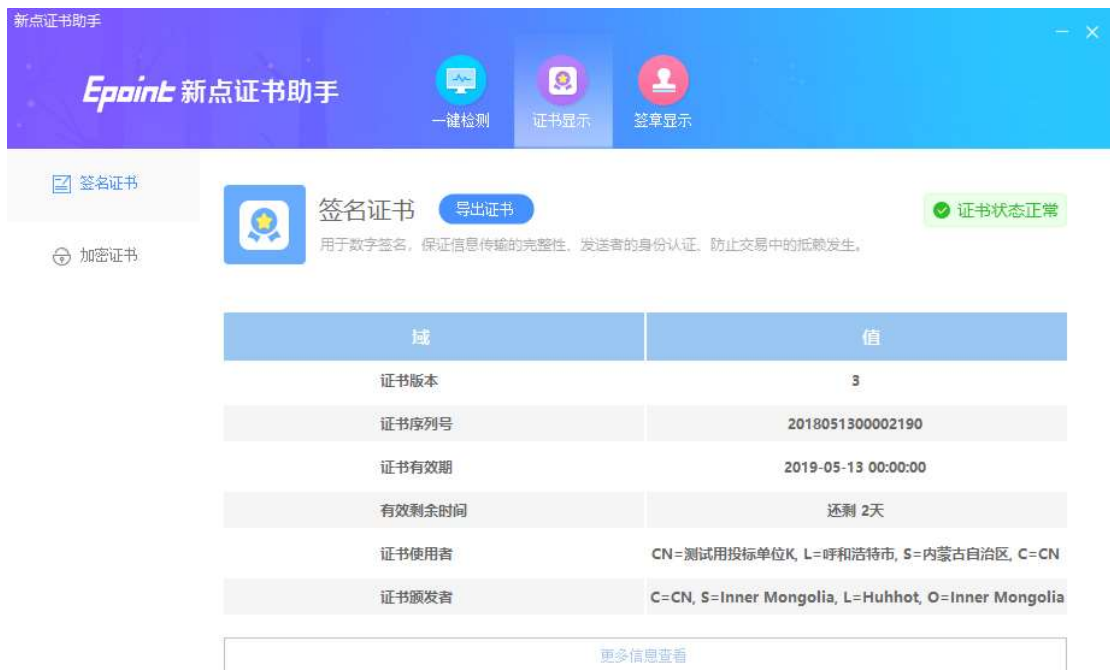 新点证书助手
Epoint 新点证书助手
一键检测
证书显示
签章显示
签名证书
加密证书
签名证书
导出证书
证书状态正常
用于数字签名，保证信息传输的完整性、发送者的身份认证、防止交易中的抵赖发生。
域 值
证书版本 3
证书序列号 2018051300002190
证书有效期 2019-05-13 00:00:00
有效剩余时间 还剩 2天
证书使用者 CN=测试用投标单位K, L=呼和浩特市, S=内蒙古自治区, C=CN
证书颁发者 C=CN, S=Inner Mongolia, L=Huhhot, O=Inner Mongolia
更多信息查看